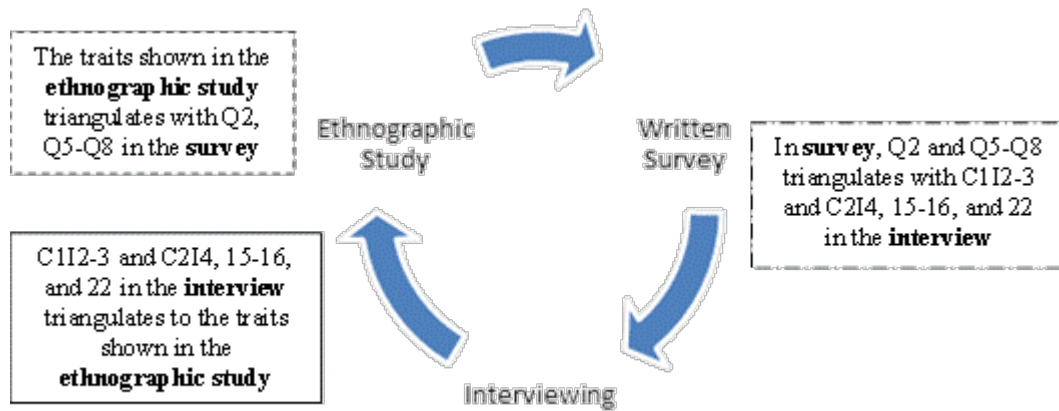 The traits shown in the
ethnographic study
triangulates with Q2,
Q5-Q8 in the survey
Ethnographic
Study
Written
Survey
In survey, Q2 and Q5-Q8
triangulates with C1I2-3
and C2I4, 15-16, and 22
in the interview
C1I2-3 and C2I4, 15-16,
and 22 in the interview
triangulates to the traits
shown in the
ethnographic study
Interviewing